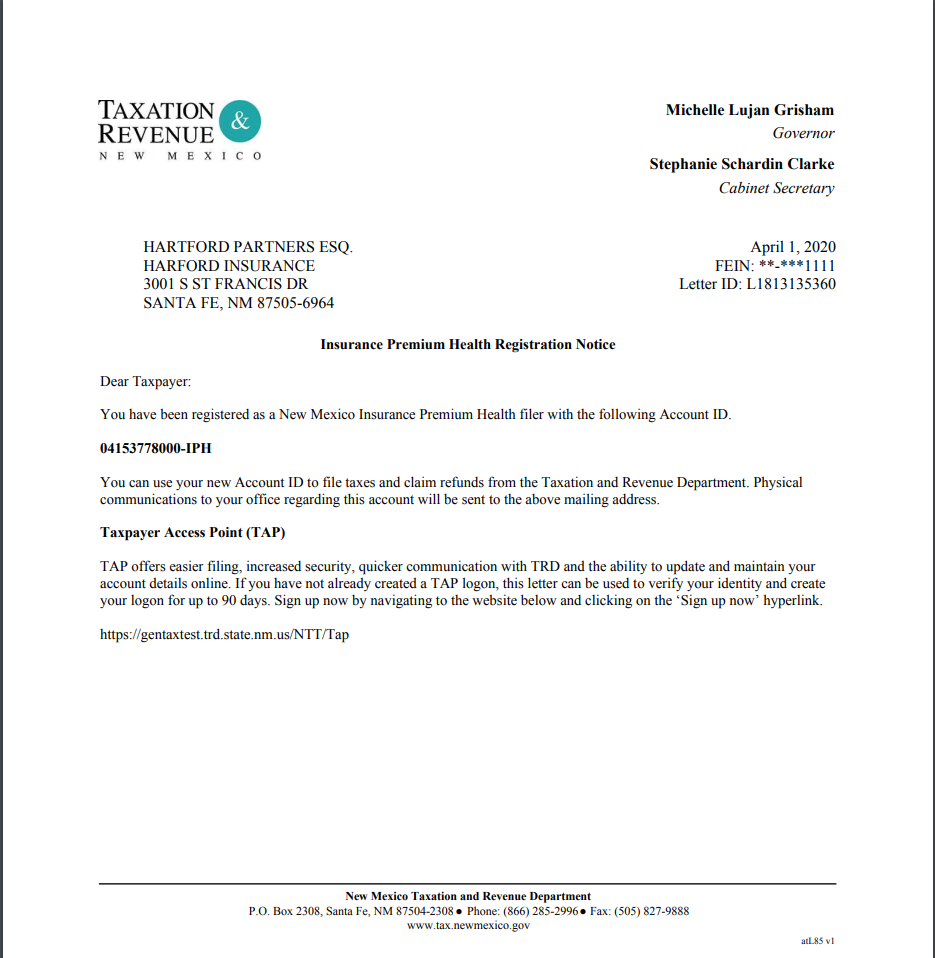 TAXATION &
REVENUE
NEW MEXICO
Michelle Lujan Grisham
Governor
Stephanie Schardin Clarke
Cabinet Secretary
HARTFORD PARTNERS ESQ.
HARFORD INSURANCE
3001 S ST FRANCIS DR
SANTA FE, NM 87505-6964
April 1, 2020
FEIN: **-***1111
Letter ID: L1813135360
Insurance Premium Health Registration Notice
Dear Taxpayer:
You have been registered as a New Mexico Insurance Premium Health filer with the following Account ID.
04153778000-IPH
You can use your new Account ID to file taxes and claim refunds from the Taxation and Revenue Department. Physical
communications to your office regarding this account will be sent to the above mailing address.
Taxpayer Access Point (TAP)
TAP offers easier filing, increased security, quicker communication with TRD and the ability to update and maintain your
account details online. If you have not already created a TAP logon, this letter can be used to verify your identity and create
your logon for up to 90 days. Sign up now by navigating to the website below and clicking on the ‘Sign up now’ hyperlink.
https://gentaxtest.trd.state.nm.us/NTT/Tap
New Mexico Taxation and Revenue Department
P.O. Box 2308, Santa Fe, NM 87504-2308● Phone: (866) 285-2996● Fax: (505) 827-9888
www.tax.newmexico.gov
atL85 v1